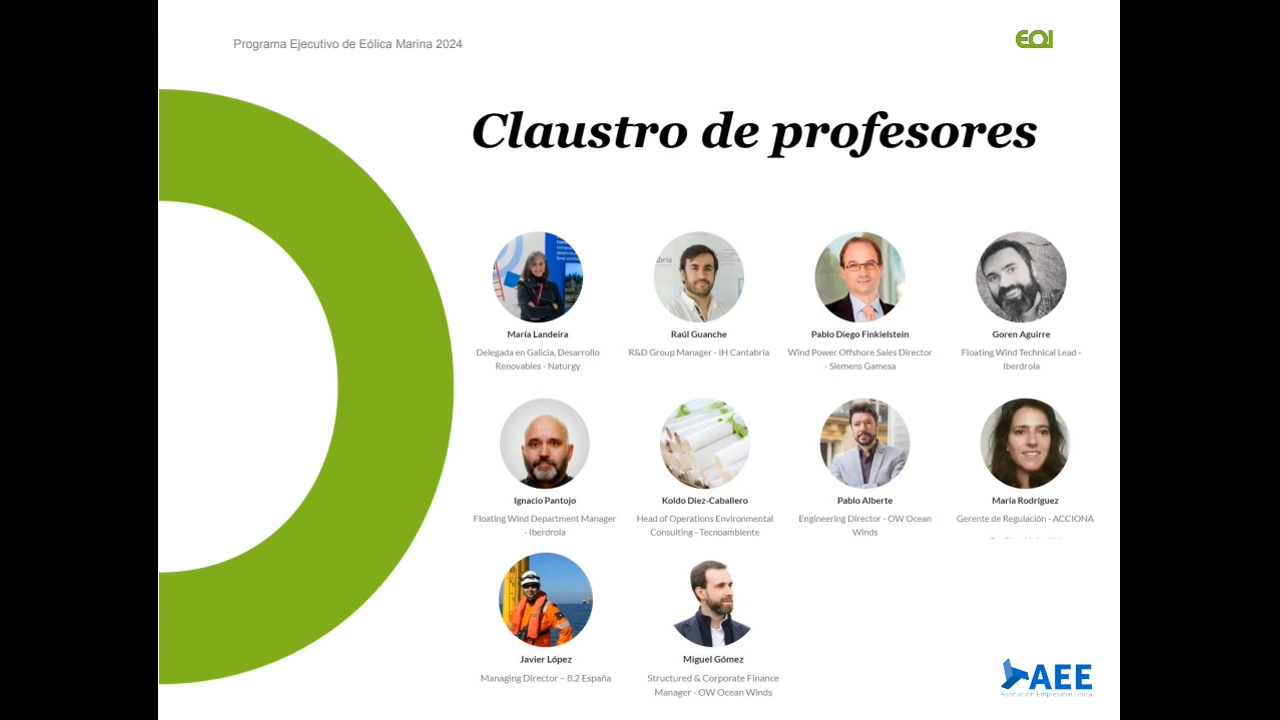 Programa Ejecutivo de Eólica Marina 2024
EOI
Claustro de profesores
María Landeira
Delegada en Galicia, Desarrollo
Renovables - Naturgy
Raúl Guanche
R&D Group Manager - IH Cantabria
Pablo Diego Finkielstein
Wind Power Offshore Sales Director
- Siemens Gamesa
Goren Aguirre
Floating Wind Technical Lead -
Iberdrola
Ignacio Pantojo
Floating Wind Department Manager
- Iberdrola
Koldo Diez-Caballero
Head of Operations Environmental
Consulting - Tecnoambiente
Pablo Alberte
Engineering Director - OW Ocean
Winds
María Rodríguez
Gerente de Regulación - ACCIONA
Javier López
Managing Director – 8.2 España
Miguel Gómez
Structured & Corporate Finance
Manager - OW Ocean Winds
AEE
Asociación Empresarial Eólica